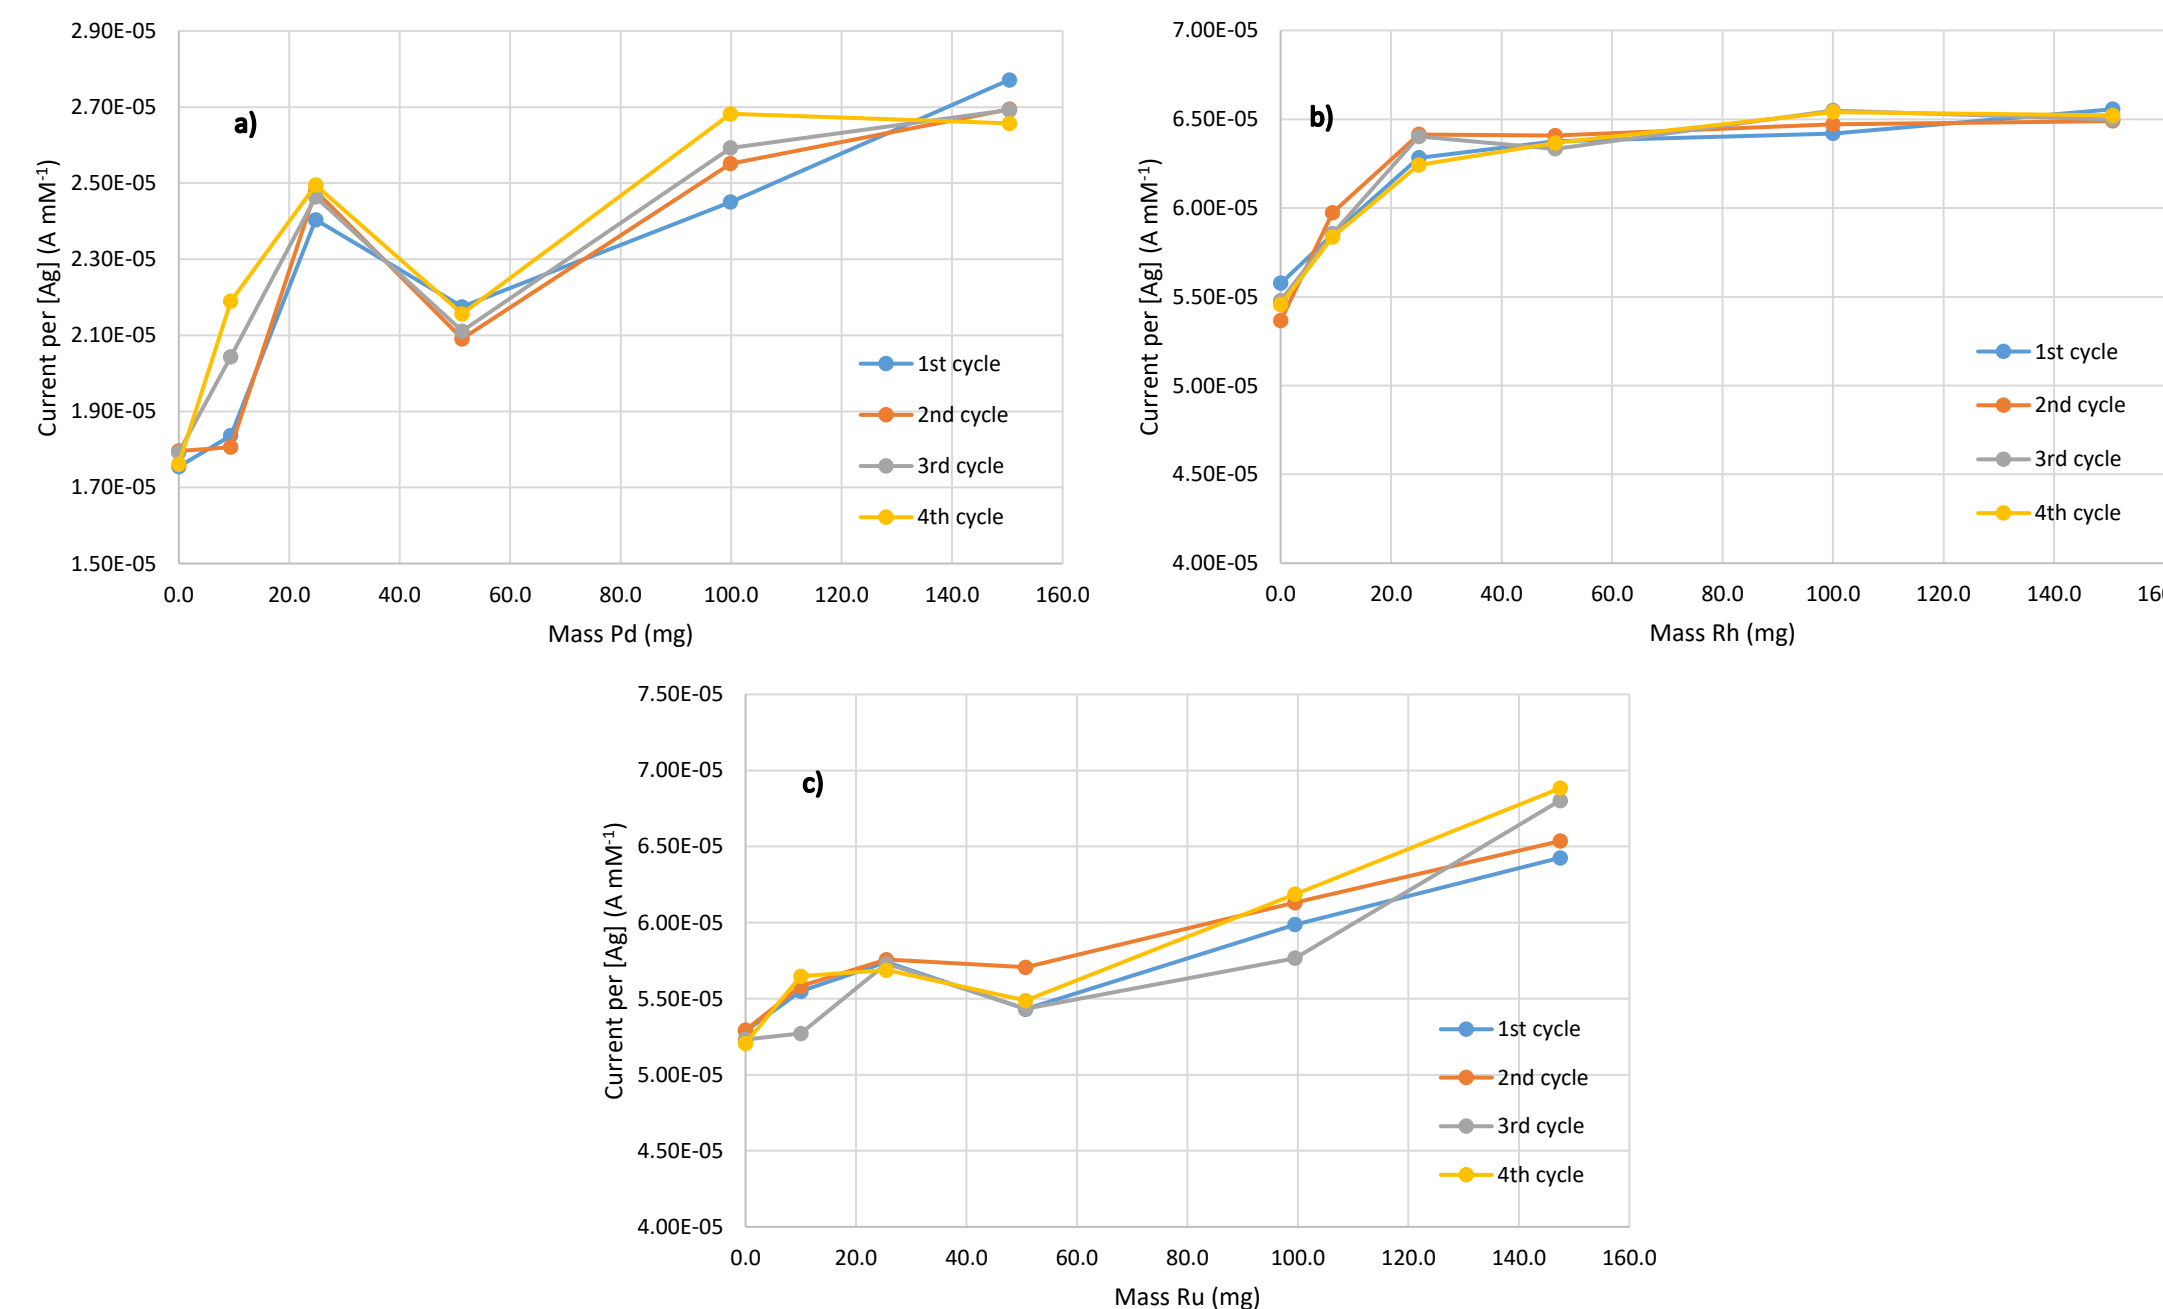 a)
2.90E-05
2.70E-05
2.50E-05
2.30E-05
2.10E-05
1.90E-05
1.70E-05
1.50E-05
Current per [Ag] (A mM-1)
0.0 20.0 40.0 60.0 80.0 100.0 120.0 140.0 160.0
Mass Pd (mg)
1st cycle
2nd cycle
3rd cycle
4th cycle
b)
7.00E-05
6.50E-05
6.00E-05
5.50E-05
5.00E-05
4.50E-05
4.00E-05
Current per [Ag] (A mM-1)
0.0 20.0 40.0 60.0 80.0 100.0 120.0 140.0 160
Mass Rh (mg)
1st cycle
2nd cycle
3rd cycle
4th cycle
c)
7.50E-05
7.00E-05
6.50E-05
6.00E-05
5.50E-05
5.00E-05
4.50E-05
4.00E-05
Current per [Ag] (A mM-1)
0.0 20.0 40.0 60.0 80.0 100.0 120.0 140.0 160.0
Mass Ru (mg)
1st cycle
2nd cycle
3rd cycle
4th cycle